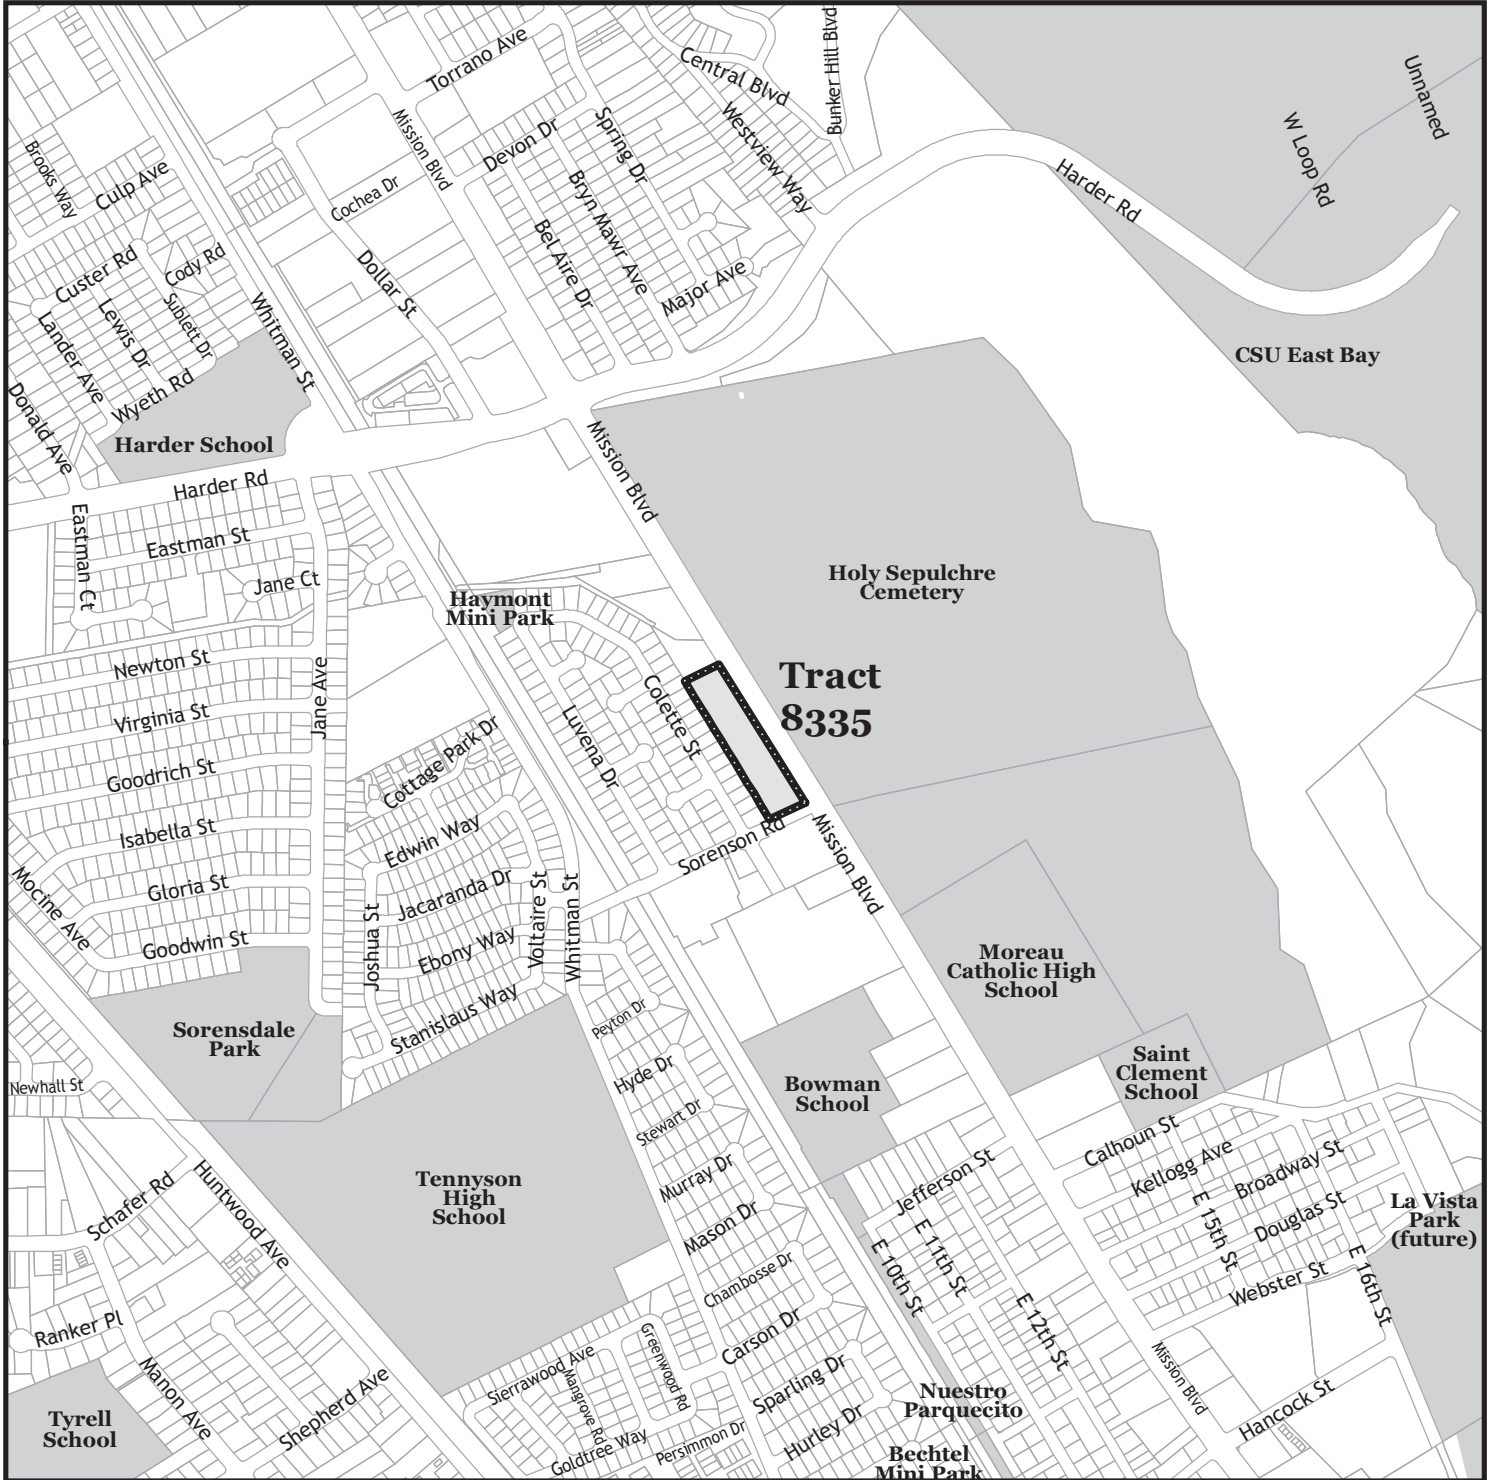 Torrano Ave
Central Blvd
Bunker Hill Blvd
Unnamed
W Loop Rd
Mission Blvd
Devon Dr
Spring Dr
Westview Way
Harder Rd
Brooks Way
Culp Ave
Cochea Dr
Bryn Mawr Ave
Bel Aire Dr
Major Ave
Custer Rd
Cody Rd
Dollar St
Lewis Dr
Sublett Dr
Whitman St
Lander Ave
Wyeth Rd
Donald Ave
CSU East Bay
Harder School
Harder Rd
Mission Blvd
Eastman Ct
Eastman St
Jane Ct
Haymont
Mini Park
Holy Sepulchre
Cemetery
Newton St
Jane Ave
Virginia St
Colette St
Luvena Dr
Tract
8335
Goodrich St
Cottage Park Dr
Isabella St
Edwin Way
Sorenson Rd
Mission Blvd
Mocine Ave
Gloria St
Jacaranda Dr
Voltaire St
Whitman St
Goodwin St
Joshua St
Ebony Way
Stanislaus Way
Moreau
Catholic High
School
Sorensdale
Park
Peyton Dr
Newhall St
Hyde Dr
Bowman
School
Saint
Clement
School
Stewart Dr
Calhoun St
Kellogg Ave
Broadway St
Jefferson St
Murray Dr
Tennyson
High
School
Schafer Rd
Huntwood Ave
Mason Dr
E 10th St
E 11th St
E 15th St
Douglas St
La Vista
Park
(future)
Chambosse Dr
Webster St
E 16th St
E 12th St
Ranker Pl
Carson Dr
Greenwood Rd
Sierrawood Ave
Mangrove Rd
Sparling Dr
Manon Ave
Shepherd Ave
Mission Blvd
Nuestro
Parquecito
Hancock St
Tyrell
School
Goldtree Way
Persimmon Dr
Hurley Dr
Bechtel
Mini Park